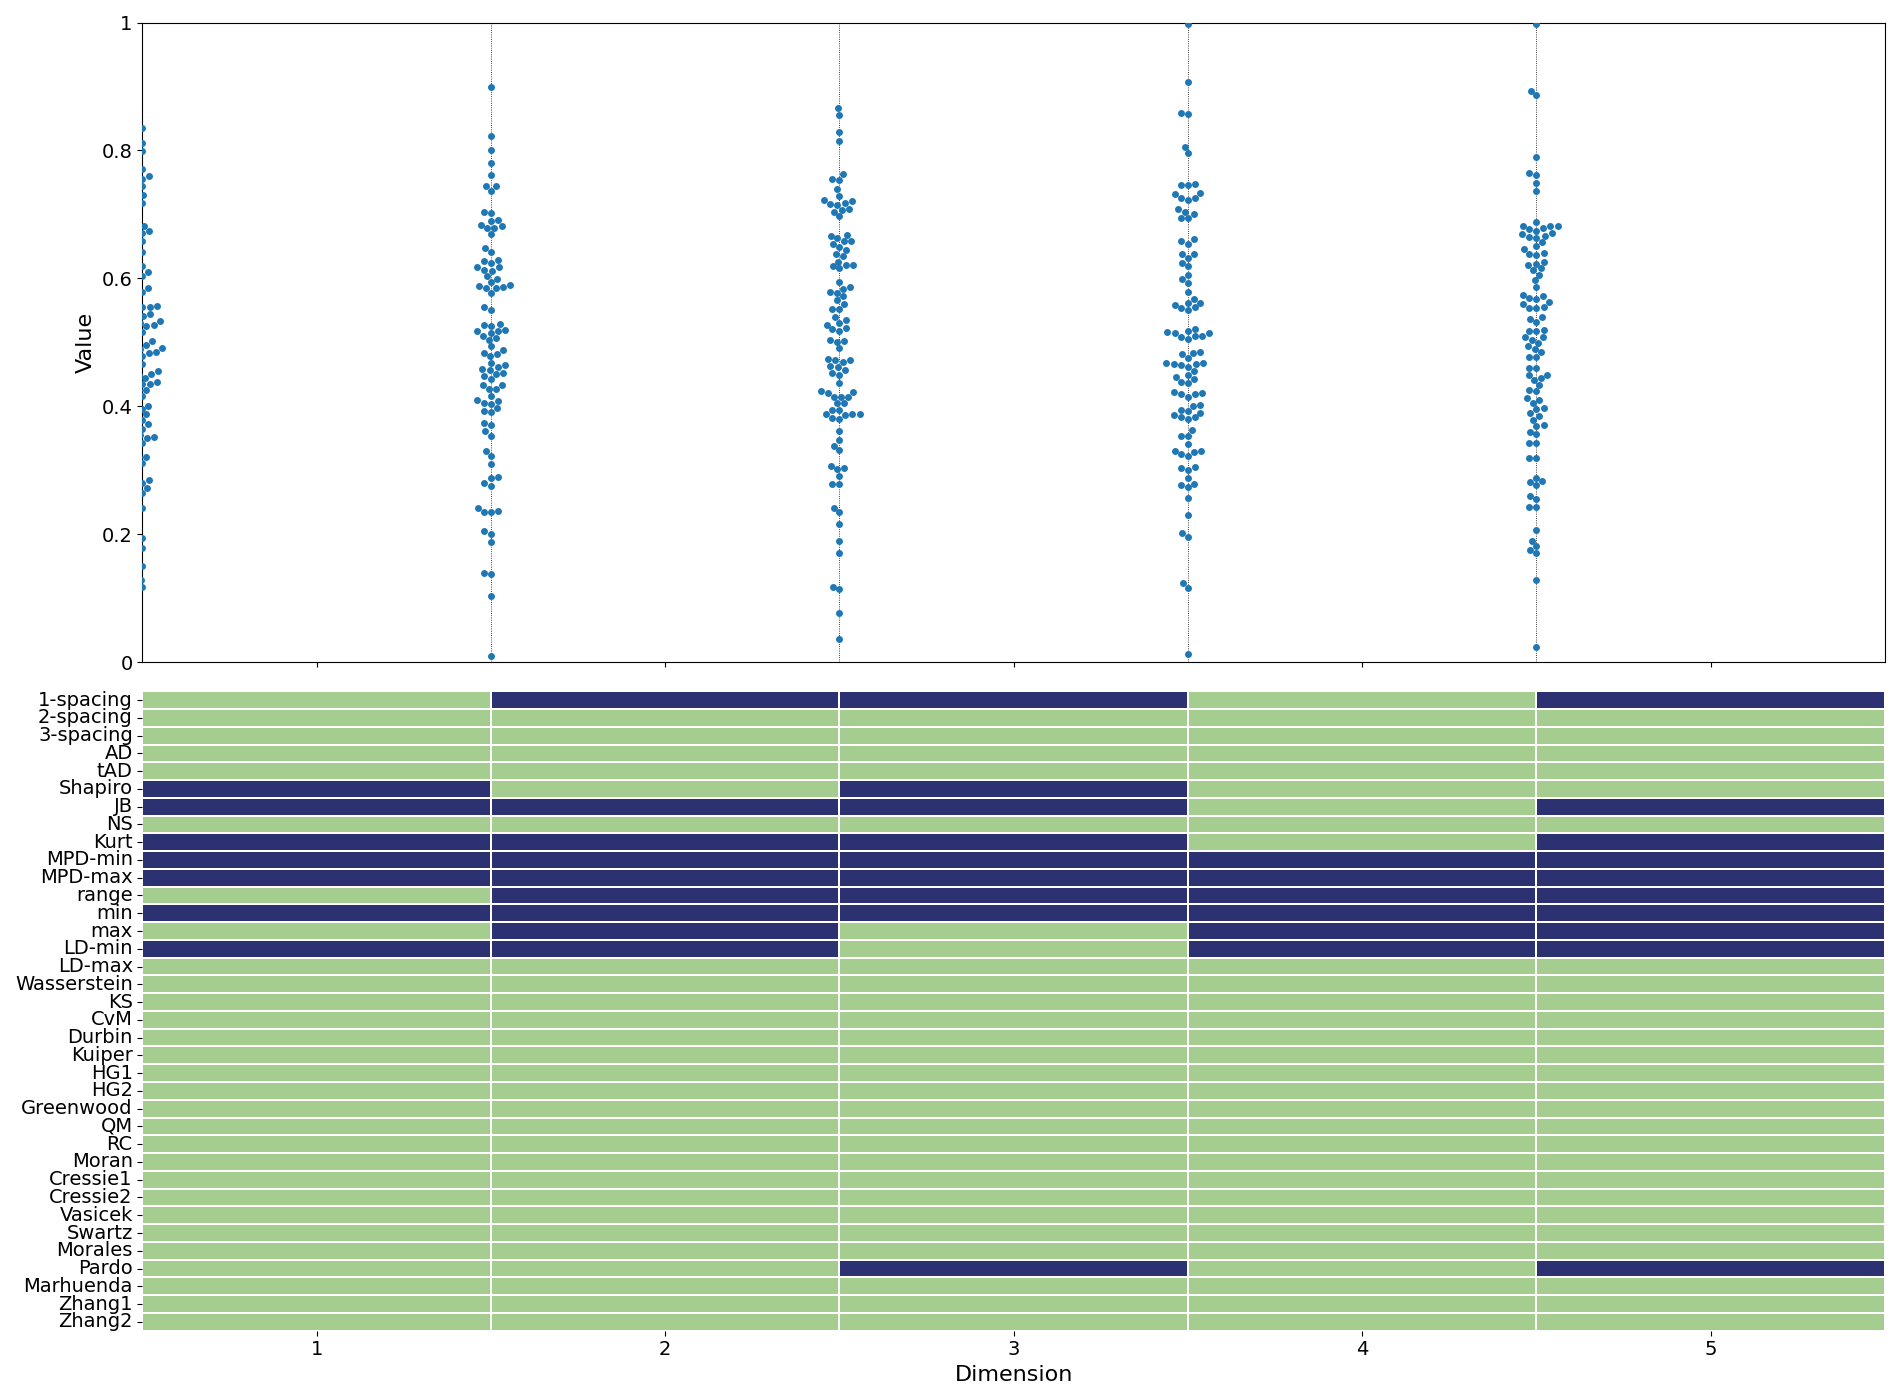 1
0.8
0.6
Value
0.4
0.2
0
1-spacing
2-spacing
3-spacing
AD
tAD
Shapiro
JB
NS
Kurt
MPD-min
MPD-max
range
min
max
LD-min
LD-max
Wasserstein
KS
CvM
Durbin
Kuiper
HG1
HG2
Greenwood
QM
RC
Moran
Cressie1
Cressie2
Vasicek
Swartz
Morales
Pardo
Marhuenda
Zhang1
Zhang2
1 2 3 4 5
Dimension